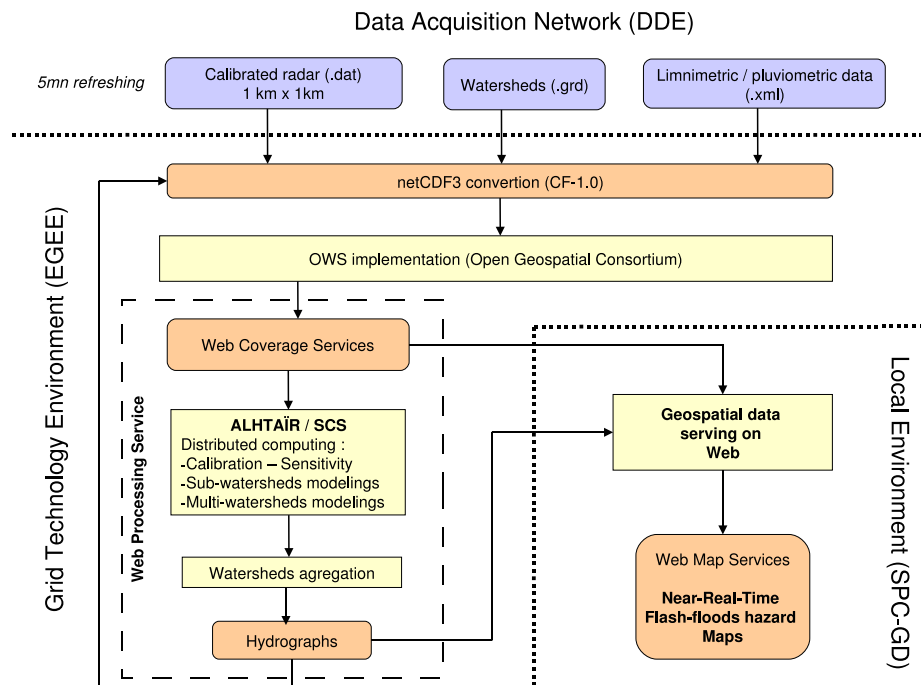 Data Acquisition Network (DDE)
5mn refreshing
Calibrated radar (.dat)
1 km x 1km
Watersheds (.grd)
Limnimetric / pluviometric data
(.xml)
netCDF3 convertion (CF-1.0)
OWS implementation (Open Geospatial Consortium)
Grid Technology Environment (EGEE)
Web Processing Service
Web Coverage Services
ALHTAÏR / SCS
Distributed computing :
-Calibration – Sensitivity
-Sub-watersheds modelings
-Multi-watersheds modelings
Watersheds agregation
Hydrographs
Local Environment (SPC-GD)
Geospatial data
serving on
Web
Web Map Services
Near-Real-Time
Flash-floods hazard
Maps